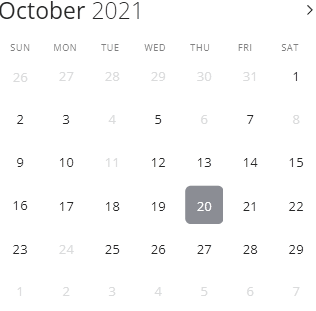 October 2021
SUN MON TUE WED THU FRI SAT
26 27 28 29 30 31 1
2 3 4 5 6 7 8
9 10 11 12 13 14 15
16 17 18 19 20 21 22
23 24 25 26 27 28 29
1 2 3 4 5 6 7